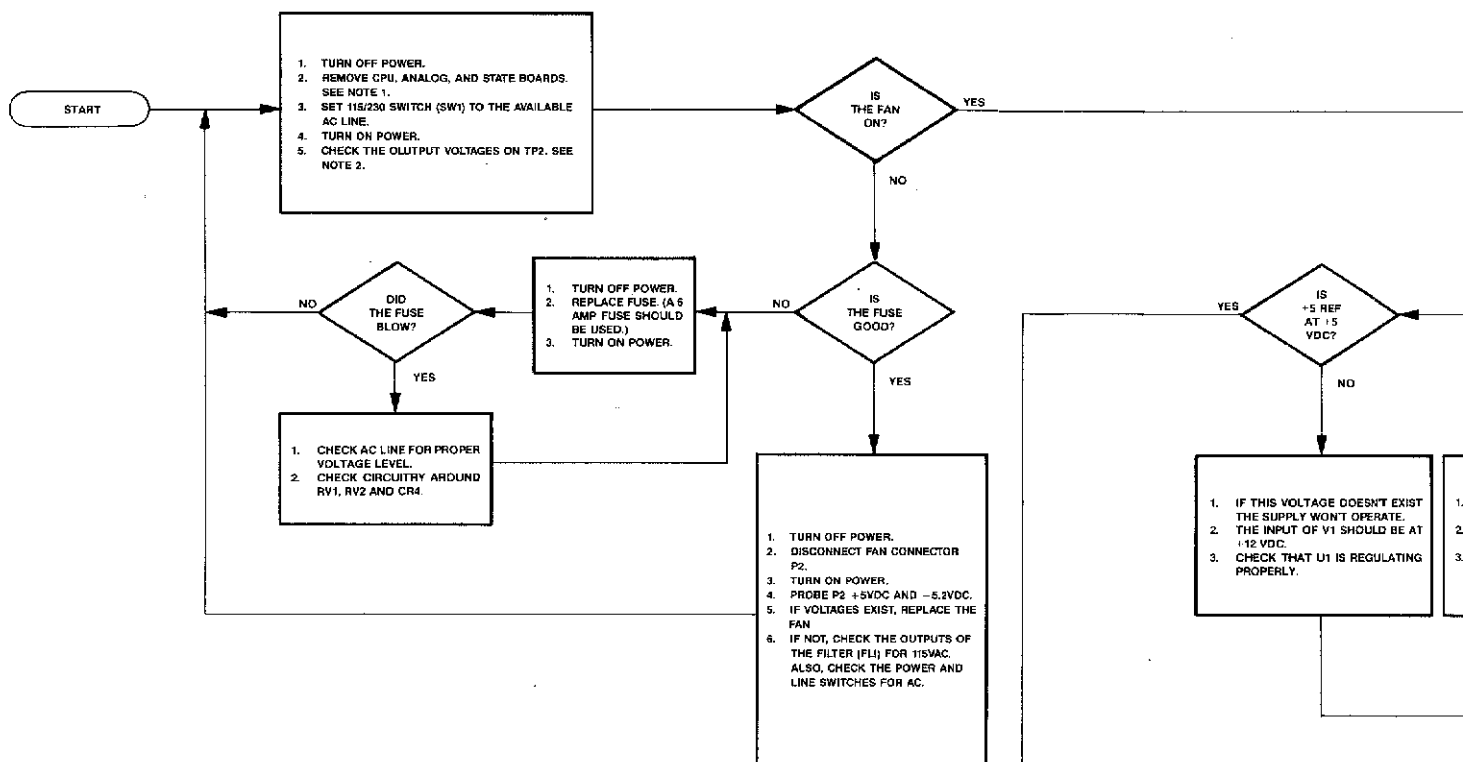 START
1. TURN OFF POWER.
2. REMOVE CPU, ANALOG, AND STATE BOARDS.
SEE NOTE 1.
3. SET 115/230 SWITCH (SW1) TO THE AVAILABLE
AC LINE.
4. TURN ON POWER.
5. CHECK THE OLUTPUT VOLTAGES ON TP2. SEE
NOTE 2.
IS
THE FAN
ON?
YES
NO
DID
THE FUSE
BLOW?
NO
YES
1. TURN OFF POWER.
2. REPLACE FUSE. (A 6
AMP FUSE SHOULD
BE USED.)
3. TURN ON POWER.
NO
IS
THE FUSE
GOOD?
YES
1. CHECK AC LINE FOR PROPER
VOLTAGE LEVEL.
2. CHECK CIRCUITRY AROUND
RV1, RV2 AND CR4.
1. TURN OFF POWER.
2. DISCONNECT FAN CONNECTOR
P2.
3. TURN ON POWER.
4. PROBE P2 +5VDC AND −5.2VDC.
5. IF VOLTAGES EXIST, REPLACE THE
FAN
6. IF NOT, CHECK THE OUTPUTS OF
THE FILTER (FLI) FOR 115VAC.
ALSO, CHECK THE POWER AND
LINE SWITCHES FOR AC.
YES
IS
+5 REF
AT +5
VDC?
NO
1. IF THIS VOLTAGE DOESN'T EXIST
THE SUPPLY WON'T OPERATE.
2. THE INPUT OF V1 SHOULD BE AT
+12 VDC.
3. CHECK THAT U1 IS REGULATING
PROPERLY.
1.
2.
3.